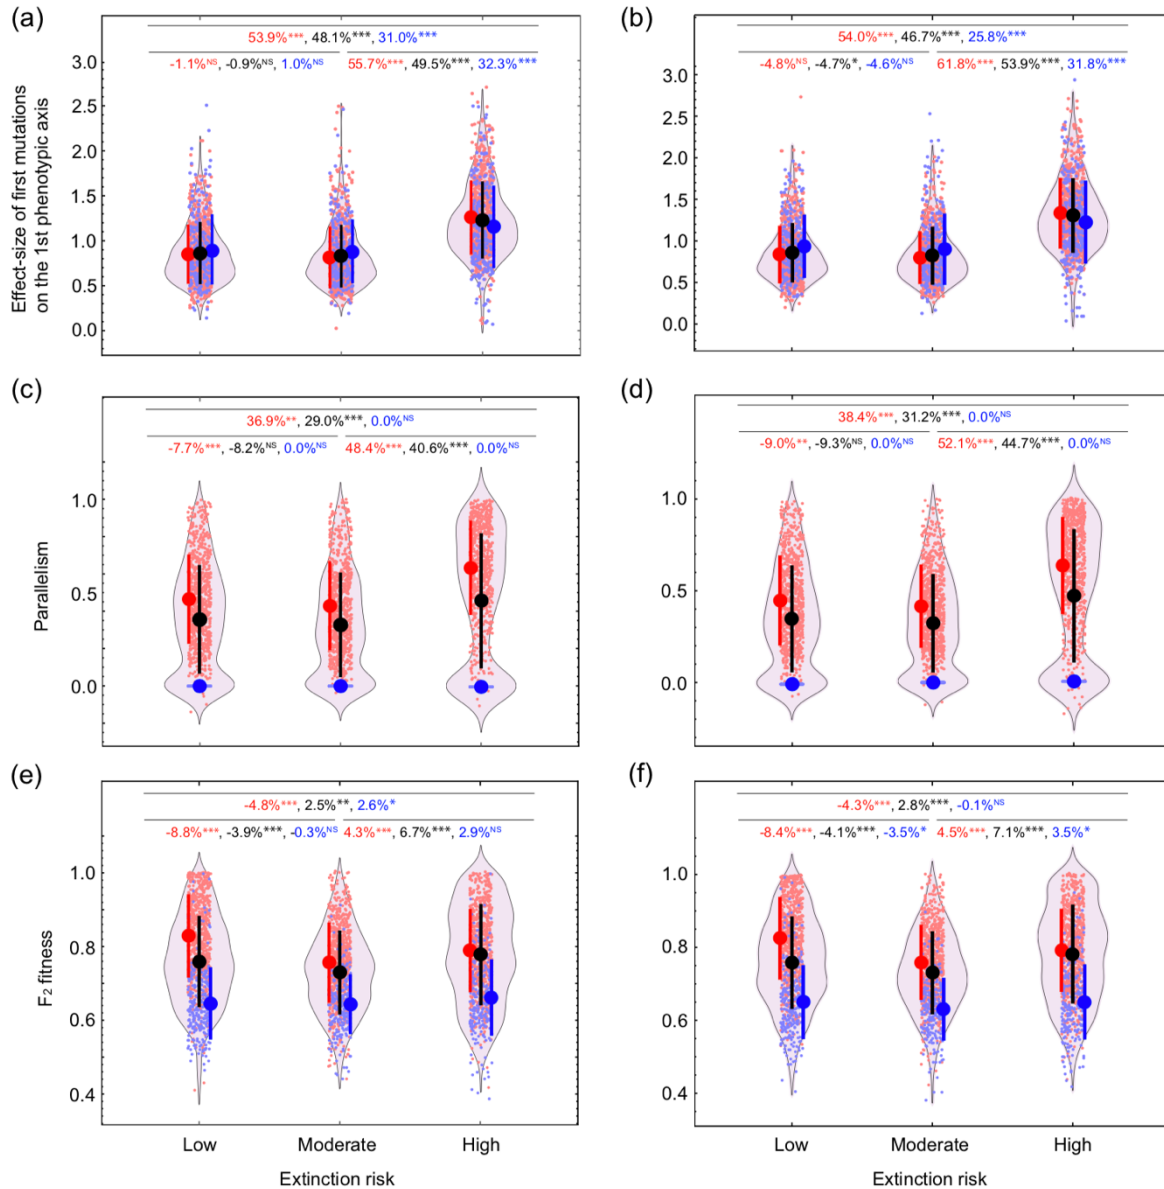 (a)
53.9%***, 48.1%***, 31.0%***
-1.1%NS, -0.9%NS, 1.0%NS 55.7%***, 49.5%***, 32.3%***
Effect-size of first mutations
on the 1st phenotypic axis
3.0
2.5
2.0
1.5
1.0
0.5
0.0
(b)
54.0%***, 46.7%***, 25.8%***
-4.8%NS, -4.7%*, -4.6%NS 61.8%***, 53.9%***, 31.8%***
3.0
2.5
2.0
1.5
1.0
0.5
0.0
(c)
36.9%**, 29.0%***, 0.0%NS
-7.7%***, -8.2%NS, 0.0%NS 48.4%***, 40.6%***, 0.0%NS
Parallelism
1.0
0.5
0.0
(d)
38.4%***, 31.2%***, 0.0%NS
-9.0%**, -9.3%NS, 0.0%NS 52.1%***, 44.7%***, 0.0%NS
1.0
0.5
0.0
(e)
-4.8%***, 2.5%**, 2.6%*
-8.8%***, -3.9%***, -0.3%NS 4.3%***, 6.7%***, 2.9%NS
F2 fitness
1.0
0.8
0.6
0.4
Low Moderate High
Extinction risk
(f)
-4.3%***, 2.8%***, -0.1%NS
-8.4%***, -4.1%***, -3.5%* 4.5%***, 7.1%***, 3.5%*
1.0
0.8
0.6
0.4
Low Moderate High
Extinction risk